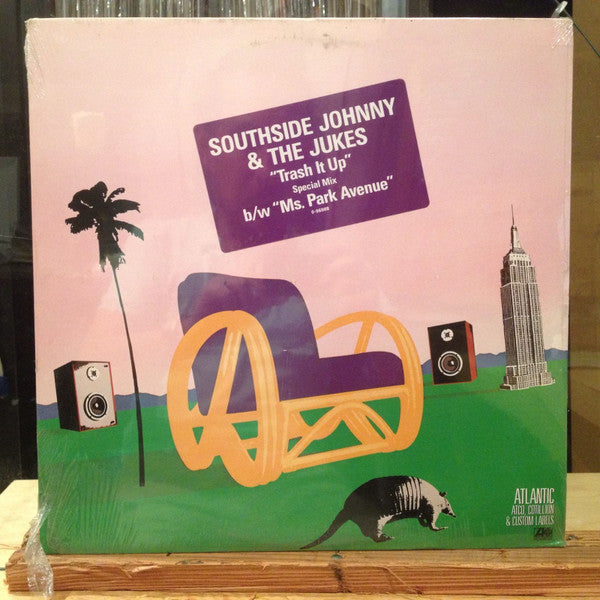 SOUTHSIDE JOHNNY
& THE JUKES
"Trash It Up"
Special Mix
b/w "Ms. Park Avenue"
ATLANTIC
ATCO, COTILLION
& CUSTOM LABELS